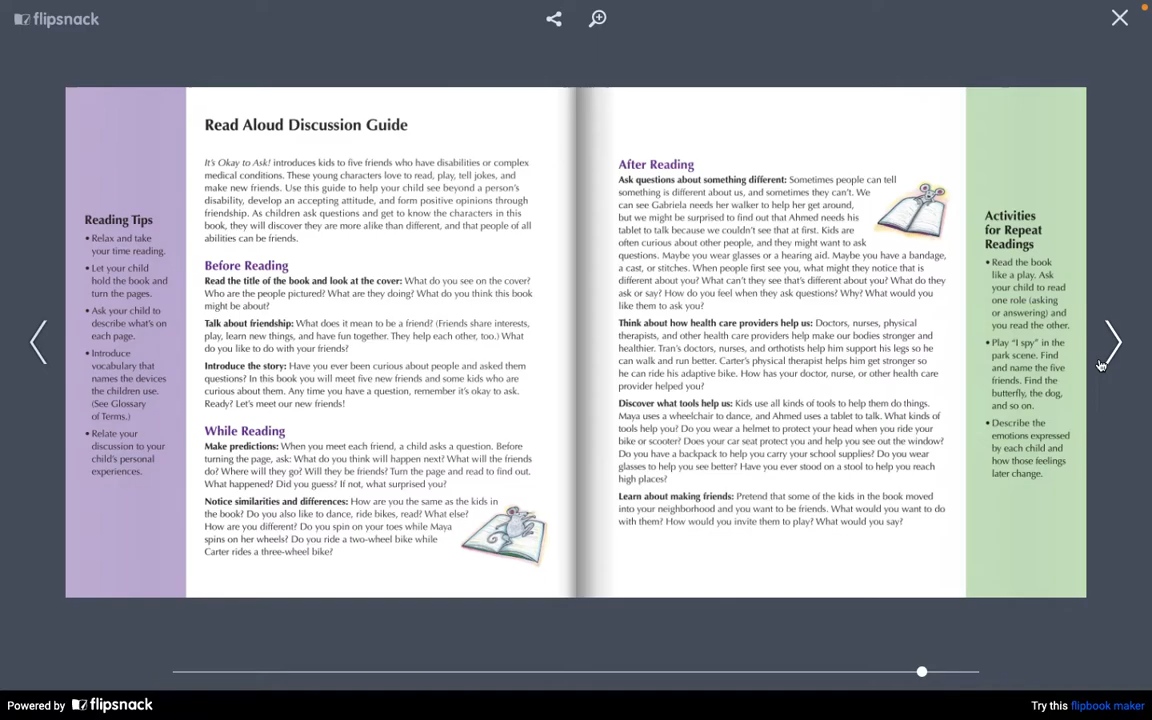 flipsnack
Reading Tips
• Relax and take
your time reading.
• Let your child
hold the book and
turn the pages.
• Ask your child to
describe what's on
each page.
• Introduce
vocabulary that
names the devices
the children use.
(See Glossary
of Terms.)
• Relate your
discussion to your
child's personal
experiences.
Read Aloud Discussion Guide
It's Okay to Ask! introduces kids to five friends who have disabilities or complex
medical conditions. These young characters love to read, play, tell jokes, and
make new friends. Use this guide to help your child see beyond a person's
disability, develop an accepting attitude, and form positive opinions through
friendship. As children ask questions and get to know the characters in this
book, they will discover they are more alike than different, and that people of all
abilities can be friends.
Before Reading
Read the title of the book and look at the cover: What do you see on the cover?
Who are the people pictured? What are they doing? What do you think this book
might be about?
Talk about friendship: What does it mean to be a friend? (Friends share interests,
play, learn new things, and have fun together. They help each other, too.) What
do you like to do with your friends?
Introduce the story: Have you ever been curious about people and asked them
questions? In this book you will meet five new friends and some kids who are
curious about them. Any time you have a question, remember it's okay to ask.
Ready? Let's meet our new friends!
While Reading
Make predictions: When you meet each friend, a child asks a question. Before
turning the page, ask: What do you think will happen next? What will the friends
do? Where will they go? Will they be friends? Turn the page and read to find out.
What happened? Did you guess? If not, what surprised you?
Notice similarities and differences: How are you the same as the kids in
the book? Do you also like to dance, ride bikes, read? What else?
How are you different? Do you spin on your toes while Maya
spins on her wheels? Do you ride a two-wheel bike while
Carter rides a three-wheel bike?
After Reading
Ask questions about something different: Sometimes people can tell
something is different about us, and sometimes they can't. We
can see Gabriela needs her walker to help her get around,
but we might be surprised to find out that Ahmed needs his
tablet to talk because we couldn't see that at first. Kids are
often curious about other people, and they might want to ask
questions. Maybe you wear glasses or a hearing aid. Maybe you have a bandage,
a cast, or stitches. When people first see you, what might they notice that is
different about you? What can't they see that's different about you? What do they
ask or say? How do you feel when they ask questions? Why? What would you
like them to ask you?
Think about how health care providers help us: Doctors, nurses, physical
therapists, and other health care providers help make our bodies stronger and
healthier. Tran's doctors, nurses, and orthotists help him support his legs so he
can walk and run better. Carter's physical therapist helps him get stronger so
he can ride his adaptive bike. How has your doctor, nurse, or other health care
provider helped you?
Discover what tools help us: Kids use all kinds of tools to help them do things.
Maya uses a wheelchair to dance, and Ahmed uses a tablet to talk. What kinds of
tools help you? Do you wear a helmet to protect your head when you ride your
bike or scooter? Does your car seat protect you and help you see out the window?
Do you have a backpack to help you carry your school supplies? Do you wear
glasses to help you see better? Have you ever stood on a stool to help you reach
high places?
Learn about making friends: Pretend that some of the kids in the book moved
into your neighborhood and you want to be friends. What would you want to do
with them? How would you invite them to play? What would you say?
Activities
for Repeat
Readings
• Read the book
like a play. Ask
your child to read
one role (asking
or answering) and
you read the other.
• Play "I spy" in the
park scene. Find
and name the five
friends. Find the
butterfly, the dog,
and so on.
• Describe the
emotions expressed
by each child and
how those feelings
later change.
Powered by flipsnack
Try this flipbook maker